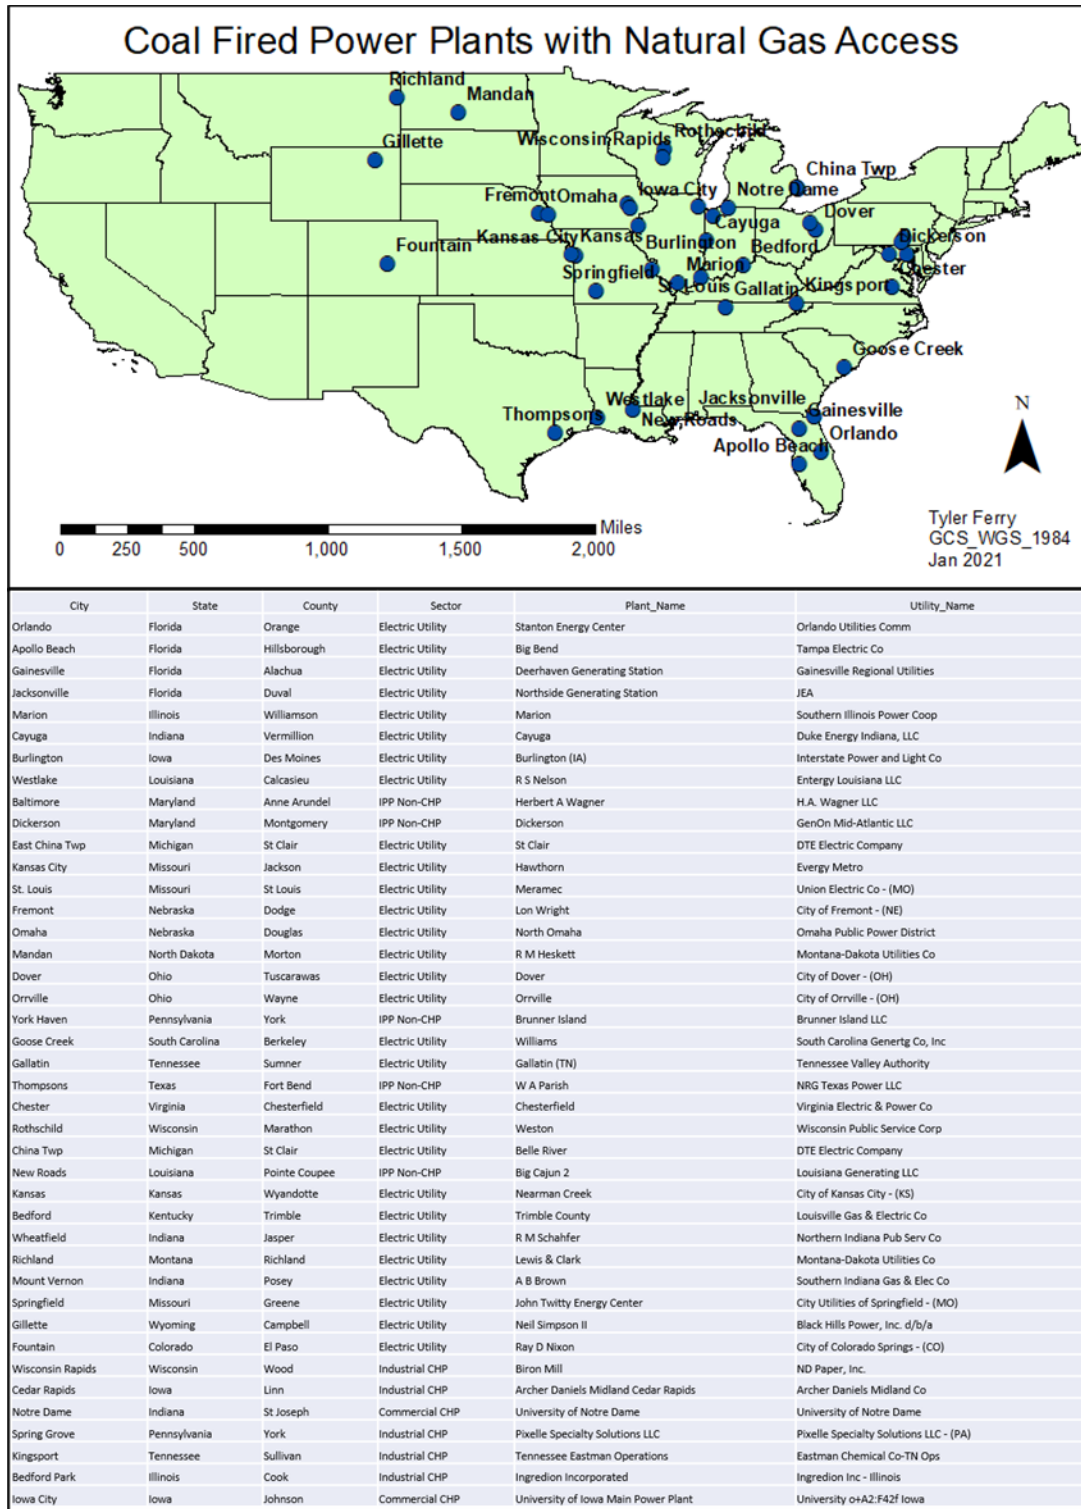 Coal Fired Power Plants with Natural Gas Access
Richland
Mandan
Wisconsin Rapids Rothschild
Gillette
China Twp
Fremont Omaha Iowa City Notre Dame
Dover
Cayuga
Kansas City Kansas Burlington Bedford Dickerson
Fountain
Springfield Marion Chester
St Louis Gallatin Kingsport
Goose Creek
Westlake Jacksonville
Thompsons New Roads Gainesville
Orlando
Apollo Beach
N
Miles
0 250 500 1,000 1,500 2,000
Tyler Ferry
GCS_WGS_1984
Jan 2021
City State County Sector Plant_Name Utility_Name
Orlando Florida Orange Electric Utility Stanton Energy Center Orlando Utilities Comm
Apollo Beach Florida Hillsborough Electric Utility Big Bend Tampa Electric Co
Gainesville Florida Alachua Electric Utility Deerhaven Generating Station Gainesville Regional Utilities
Jacksonville Florida Duval Electric Utility Northside Generating Station JEA
Marion Illinois Williamson Electric Utility Marion Southern Illinois Power Coop
Cayuga Indiana Vermillion Electric Utility Cayuga Duke Energy Indiana, LLC
Burlington Iowa Des Moines Electric Utility Burlington (IA) Interstate Power and Light Co
Westlake Louisiana Calcasieu Electric Utility R S Nelson Entergy Louisiana LLC
Baltimore Maryland Anne Arundel IPP Non-CHP Herbert A Wagner H.A. Wagner LLC
Dickerson Maryland Montgomery IPP Non-CHP Dickerson GenOn Mid-Atlantic LLC
East China Twp Michigan St Clair Electric Utility St Clair DTE Electric Company
Kansas City Missouri Jackson Electric Utility Hawthorn Evergy Metro
St. Louis Missouri St Louis Electric Utility Meramec Union Electric Co - (MO)
Fremont Nebraska Dodge Electric Utility Lon Wright City of Fremont - (NE)
Omaha Nebraska Douglas Electric Utility North Omaha Omaha Public Power District
Mandan North Dakota Morton Electric Utility R M Heskett Montana-Dakota Utilities Co
Dover Ohio Tuscarawas Electric Utility Dover City of Dover - (OH)
Orrville Ohio Wayne Electric Utility Orrville City of Orrville - (OH)
York Haven Pennsylvania York IPP Non-CHP Brunner Island Brunner Island LLC
Goose Creek South Carolina Berkeley Electric Utility Williams South Carolina Genertg Co, Inc
Gallatin Tennessee Sumner Electric Utility Gallatin (TN) Tennessee Valley Authority
Thompsons Texas Fort Bend IPP Non-CHP W A Parish NRG Texas Power LLC
Chester Virginia Chesterfield Electric Utility Chesterfield Virginia Electric & Power Co
Rothschild Wisconsin Marathon Electric Utility Weston Wisconsin Public Service Corp
China Twp Michigan St Clair Electric Utility Belle River DTE Electric Company
New Roads Louisiana Pointe Coupee IPP Non-CHP Big Cajun 2 Louisiana Generating LLC
Kansas Kansas Wyandotte Electric Utility Nearman Creek City of Kansas City - (KS)
Bedford Kentucky Trimble Electric Utility Trimble County Louisville Gas & Electric Co
Wheatfield Indiana Jasper Electric Utility R M Schahfer Northern Indiana Pub Serv Co
Richland Montana Richland Electric Utility Lewis & Clark Montana-Dakota Utilities Co
Mount Vernon Indiana Posey Electric Utility A B Brown Southern Indiana Gas & Elec Co
Springfield Missouri Greene Electric Utility John Twitty Energy Center City Utilities of Springfield - (MO)
Gillette Wyoming Campbell Electric Utility Neil Simpson II Black Hills Power, Inc. d/b/a
Fountain Colorado El Paso Electric Utility Ray D Nixon City of Colorado Springs - (CO)
Wisconsin Rapids Wisconsin Wood Industrial CHP Biron Mill ND Paper, Inc.
Cedar Rapids Iowa Linn Industrial CHP Archer Daniels Midland Cedar Rapids Archer Daniels Midland Co
Notre Dame Indiana St Joseph Commercial CHP University of Notre Dame University of Notre Dame
Spring Grove Pennsylvania York Industrial CHP Pixelle Specialty Solutions LLC Pixelle Specialty Solutions LLC - (PA)
Kingsport Tennessee Sullivan Industrial CHP Tennessee Eastman Operations Eastman Chemical Co-TN Ops
Bedford Park Illinois Cook Industrial CHP Ingredion Incorporated Ingredion Inc - Illinois
Iowa City Iowa Johnson Commercial CHP University of Iowa Main Power Plant University o+A2:F42f Iowa